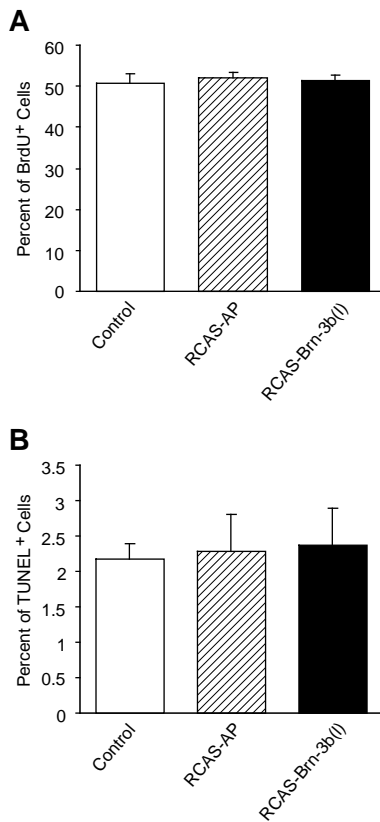 A
Percent of BrdU+ Cells
60
50
40
30
20
10
0
Control
RCAS-AP
RCAS-Brn-3b(l)
B
Percent of TUNEL+ Cells
3.5
3
2.5
2
1.5
1
0.5
0
Control
RCAS-AP
RCAS-Brn-3b(l)